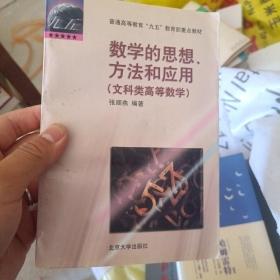 普通高等教育“九五”教育部重点教材
数学的思想、
方法和应用
(文科类高等数学)
张顺燕 编著
北京大学出版社